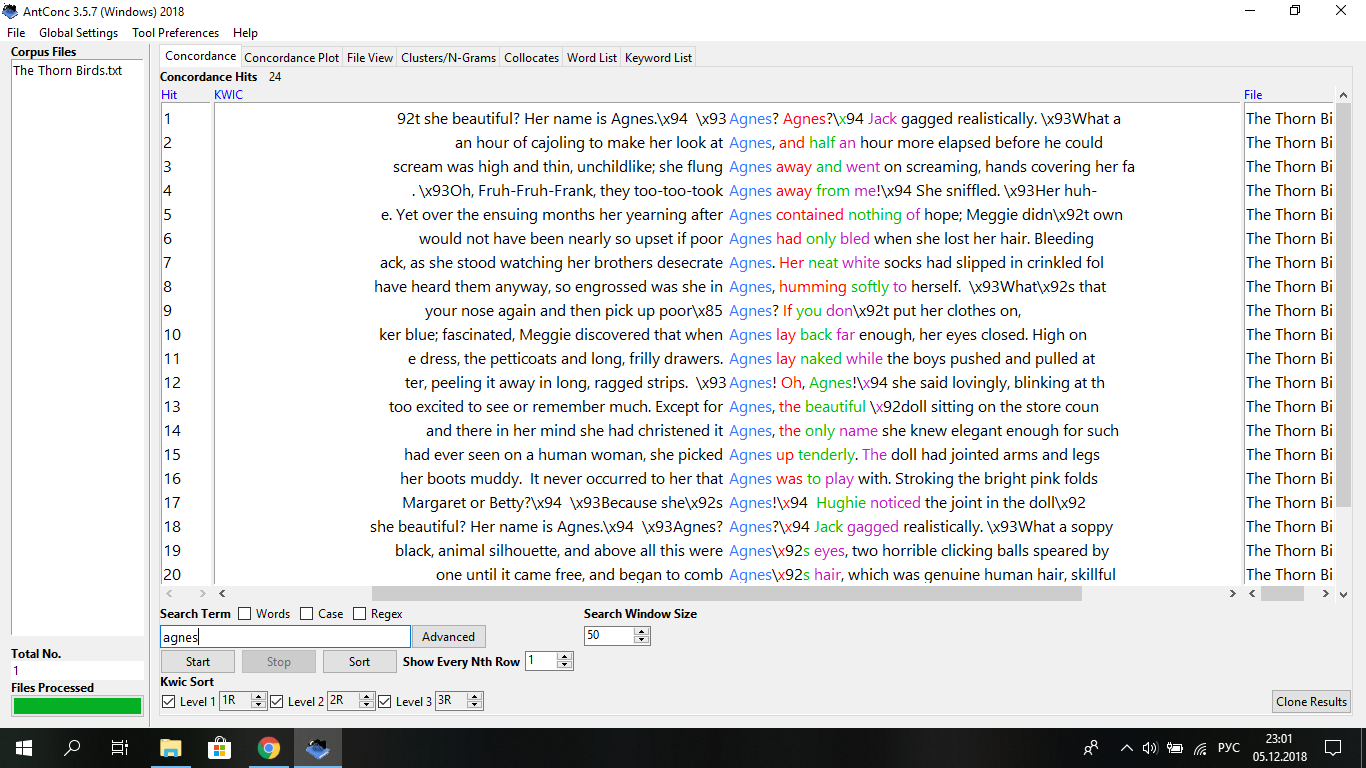 AntConc 3.5.7 (Windows) 2018
File Global Settings Tool Preferences Help
Corpus Files
The Thorn Birds.txt
Concordance Concordance Plot File View Clusters/N-Grams Collocates Word List Keyword List
Concordance Hits 24
Hit KWIC File
1 92t she beautiful? Her name is Agnes.\x94 \x93 Agnes? Agnes?\x94 Jack gagged realistically. \x93What a The Thorn Bi
2 an hour of cajoling to make her look at Agnes, and half an hour more elapsed before he could The Thorn Bi
3 scream was high and thin, unchildlike; she flung Agnes away and went on screaming, hands covering her fa The Thorn Bi
4 . \x93Oh, Fruh-Fruh-Frank, they too-too-took Agnes away from me!\x94 She sniffled. \x93Her huh- The Thorn Bi
5 e. Yet over the ensuing months her yearning after Agnes contained nothing of hope; Meggie didn\x92t own The Thorn Bi
6 would not have been nearly so upset if poor Agnes had only bled when she lost her hair. Bleeding The Thorn Bi
7 ack, as she stood watching her brothers desecrate Agnes. Her neat white socks had slipped in crinkled fol The Thorn Bi
8 have heard them anyway, so engrossed was she in Agnes, humming softly to herself. \x93What\x92s that The Thorn Bi
9 your nose again and then pick up poor\x85 Agnes? If you don\x92t put her clothes on, The Thorn Bi
10 ker blue; fascinated, Meggie discovered that when Agnes lay back far enough, her eyes closed. High on The Thorn Bi
11 e dress, the petticoats and long, frilly drawers. Agnes lay naked while the boys pushed and pulled at The Thorn Bi
12 ter, peeling it away in long, ragged strips. \x93 Agnes! Oh, Agnes!\x94 she said lovingly, blinking at th The Thorn Bi
13 too excited to see or remember much. Except for Agnes, the beautiful \x92doll sitting on the store coun The Thorn Bi
14 and there in her mind she had christened it Agnes, the only name she knew elegant enough for such The Thorn Bi
15 had ever seen on a human woman, she picked Agnes up tenderly. The doll had jointed arms and legs The Thorn Bi
16 her boots muddy. It never occurred to her that Agnes was to play with. Stroking the bright pink folds The Thorn Bi
17 Margaret or Betty?\x94 \x93Because she\x92s Agnes!\x94 Hughie noticed the joint in the doll\x92 The Thorn Bi
18 she beautiful? Her name is Agnes.\x94 \x93Agnes? Agnes?\x94 Jack gagged realistically. \x93What a soppy The Thorn Bi
19 black, animal silhouette, and above all this were Agnes\x92s eyes, two horrible clicking balls speared by The Thorn Bi
20 one until it came free, and began to comb Agnes\x92s hair, which was genuine human hair, skillful The Thorn Bi
Search Term Words Case Regex Search Window Size
agnes Advanced 50
Total No.
1
Start Stop Sort Show Every Nth Row 1
Files Processed
Kwic Sort
Level 1 1R Level 2 2R Level 3 3R Clone Results
РУС
23:01
05.12.2018